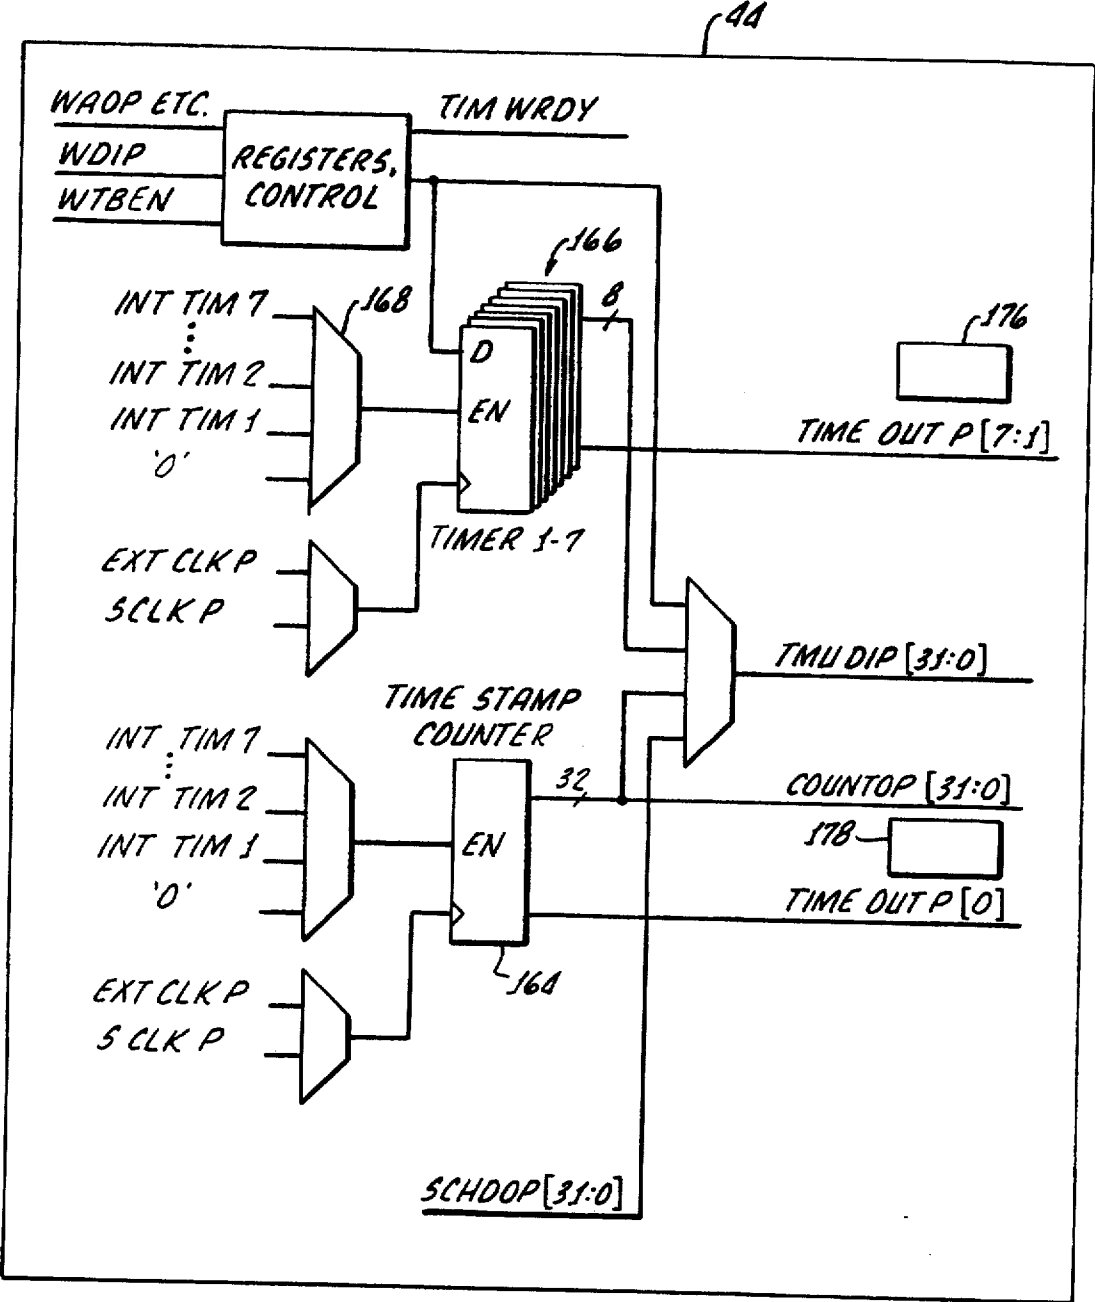 44
WAOP ETC.
TIM WRDY
WDIP
WTBEN
REGISTERS,
CONTROL
166
8
INT TIM 7
168
INT TIM 2
INT TIM 1
'0'
D
EN
176
TIME OUT P [7:1]
TIMER 1-7
EXT CLK P
SCLK P
TMU DIP [31:0]
TIME STAMP
COUNTER
INT TIM 7
INT TIM 2
INT TIM 1
'0'
32
EN
COUNTOP [31:0]
178
TIME OUT P [0]
164
EXT CLK P
S CLK P
SCHDOP [31:0]